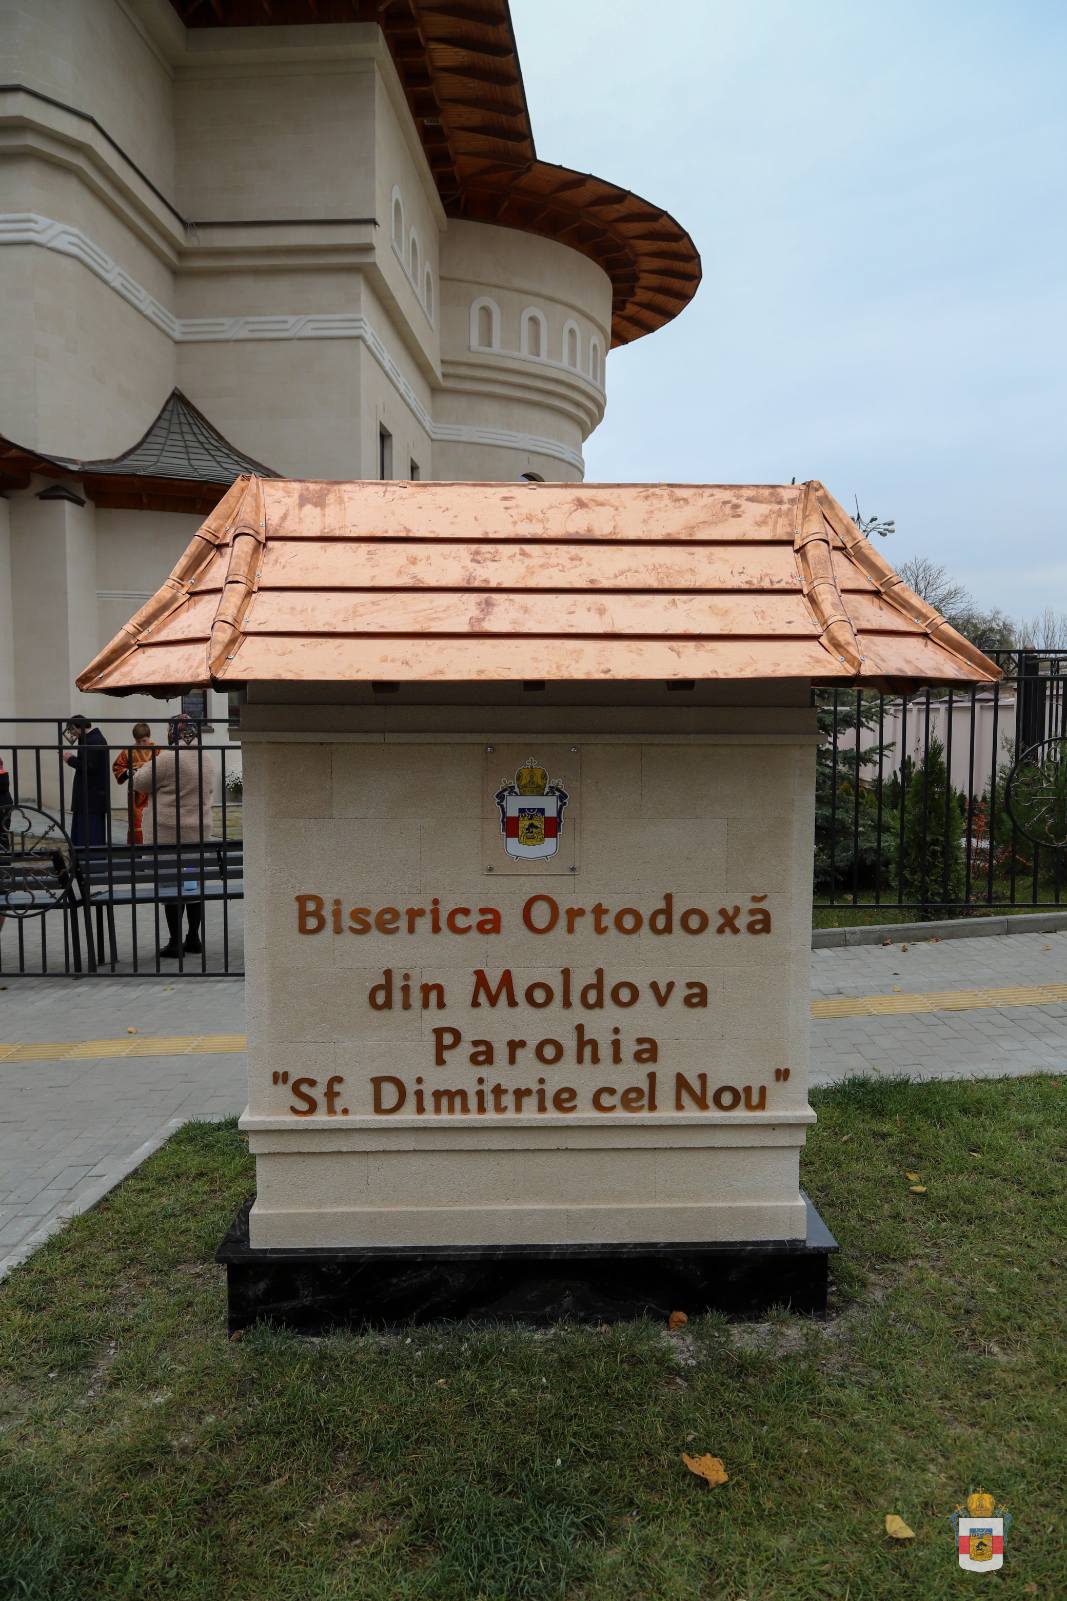 Biserica Ortodoxă
din Moldova
Parohia
"Sf. Dimitrie cel Nou"